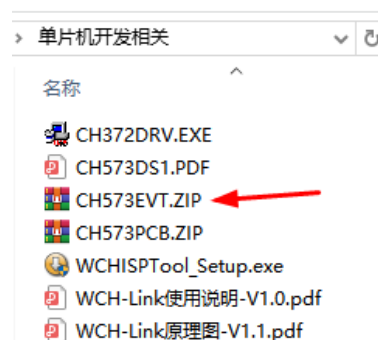 单片机开发相关
名称
CH372DRV.EXE
CH573DS1.PDF
CH573EVT.ZIP
CH573PCB.ZIP
WCHISPTool_Setup.exe
WCH-Link使用说明-V1.0.pdf
WCH-Link原理图-V1.1.pdf